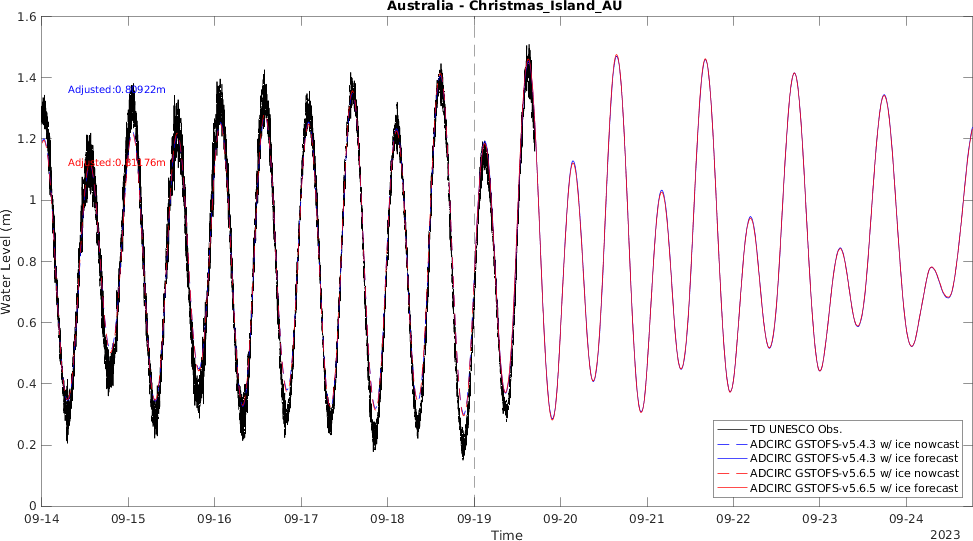 Australia - Christmas_Island_AU
1.6
1.4
1.2
1
0.8
0.6
0.4
0.2
0
Water Level (m)
Adjusted:0.80922m
Adjusted:0.81176m
TD UNESCO Obs.
ADCIRC GSTOFS-v5.4.3 w/ ice nowcast
ADCIRC GSTOFS-v5.4.3 w/ ice forecast
ADCIRC GSTOFS-v5.6.5 w/ ice nowcast
ADCIRC GSTOFS-v5.6.5 w/ ice forecast
09-14 09-15 09-16 09-17 09-18 09-19 09-20 09-21 09-22 09-23 09-24
Time
2023